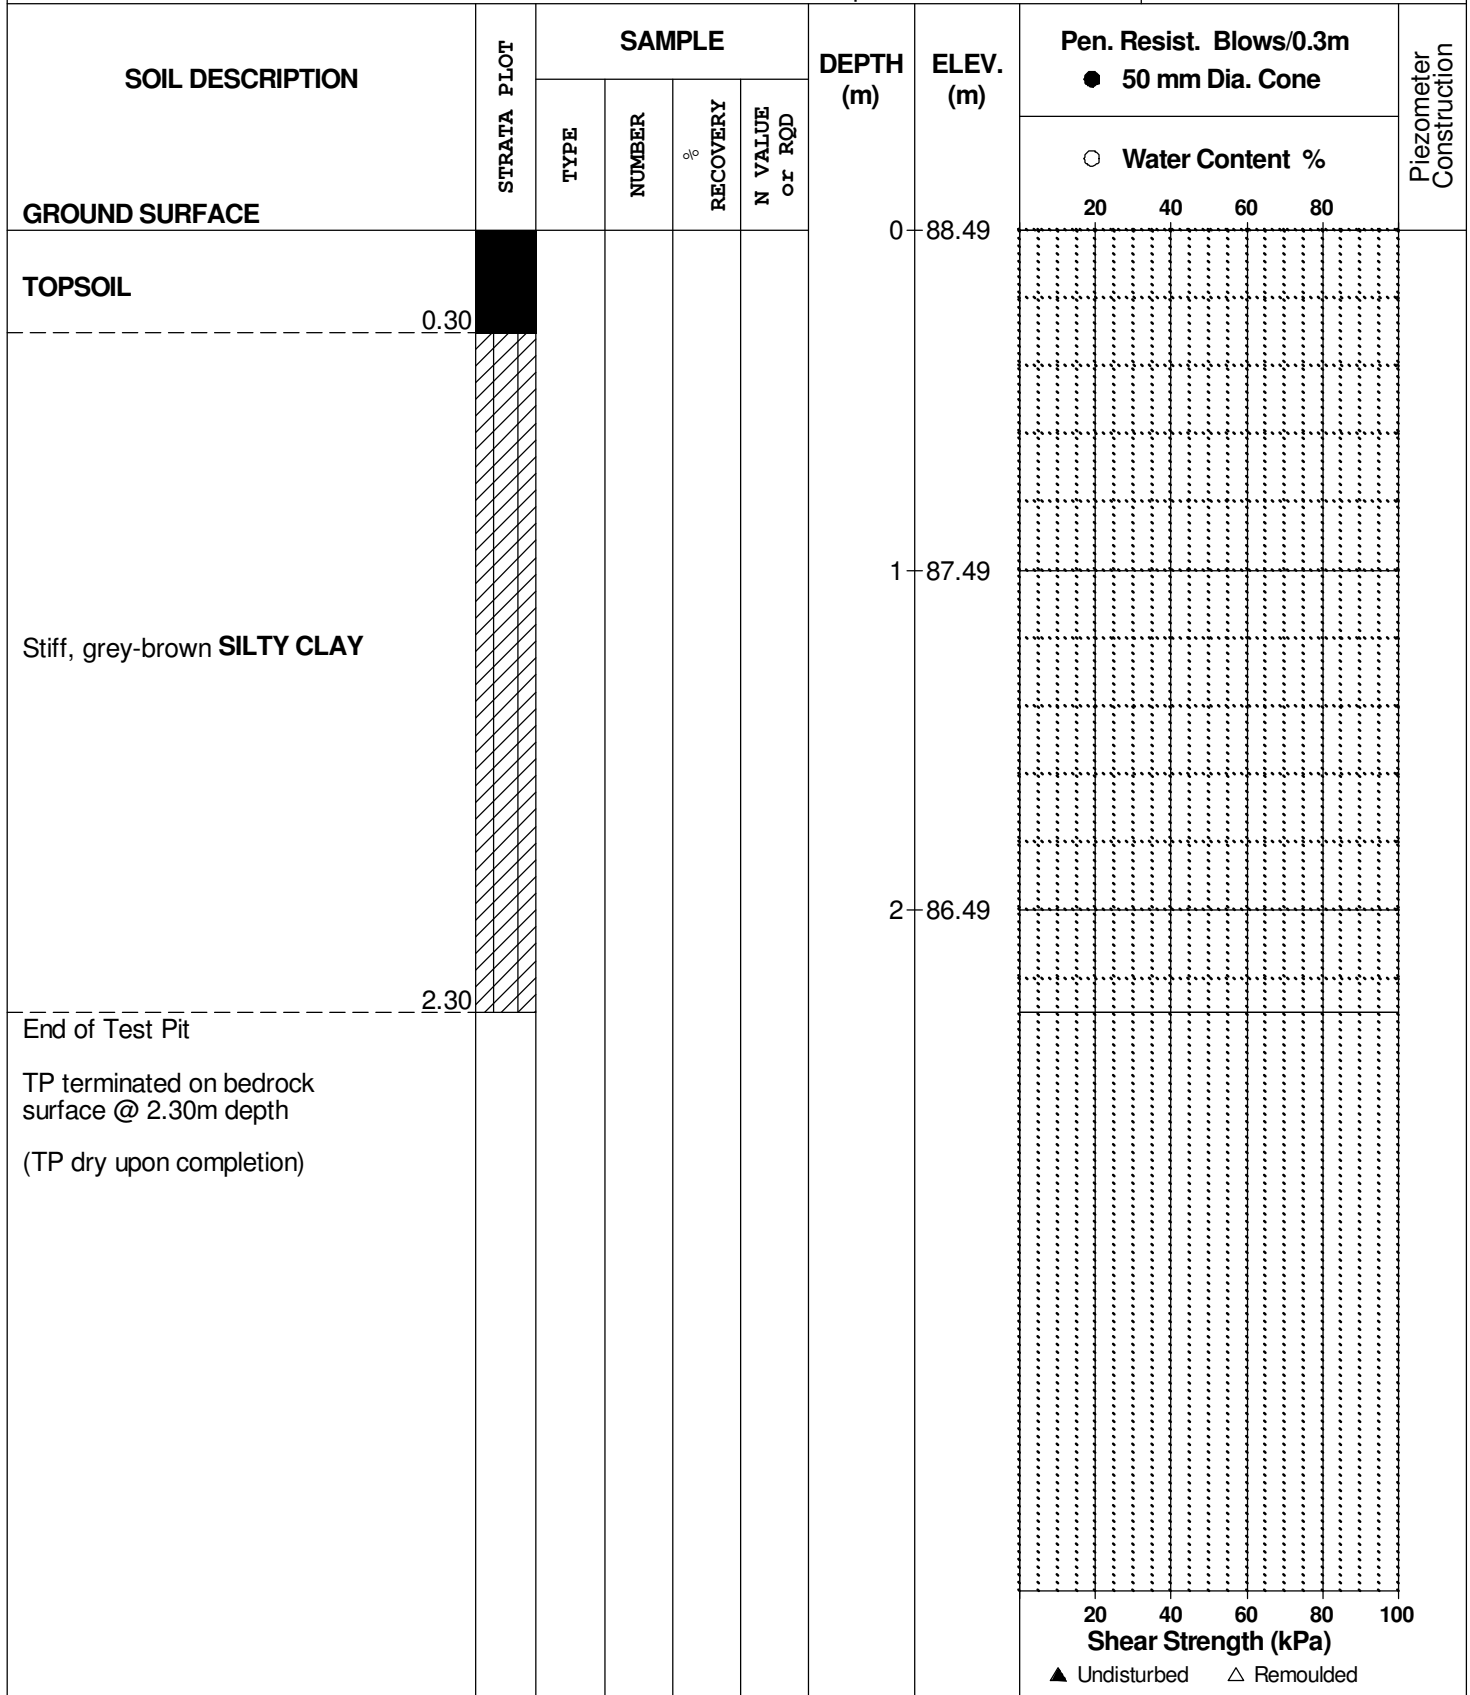 SOIL DESCRIPTION
GROUND SURFACE
STRATA PLOT
SAMPLE
TYPE
NUMBER
%
RECOVERY
N VALUE
or RQD
DEPTH
(m)
ELEV.
(m)
Pen. Resist. Blows/0.3m
● 50 mm Dia. Cone
○ Water Content %
20 40 60 80
Piezometer
Construction
0 88.49
TOPSOIL
0.30
1 87.49
Stiff, grey-brown SILTY CLAY
2 86.49
2.30
End of Test Pit
TP terminated on bedrock
surface @ 2.30m depth
(TP dry upon completion)
20 40 60 80 100
Shear Strength (kPa)
▲ Undisturbed △ Remoulded